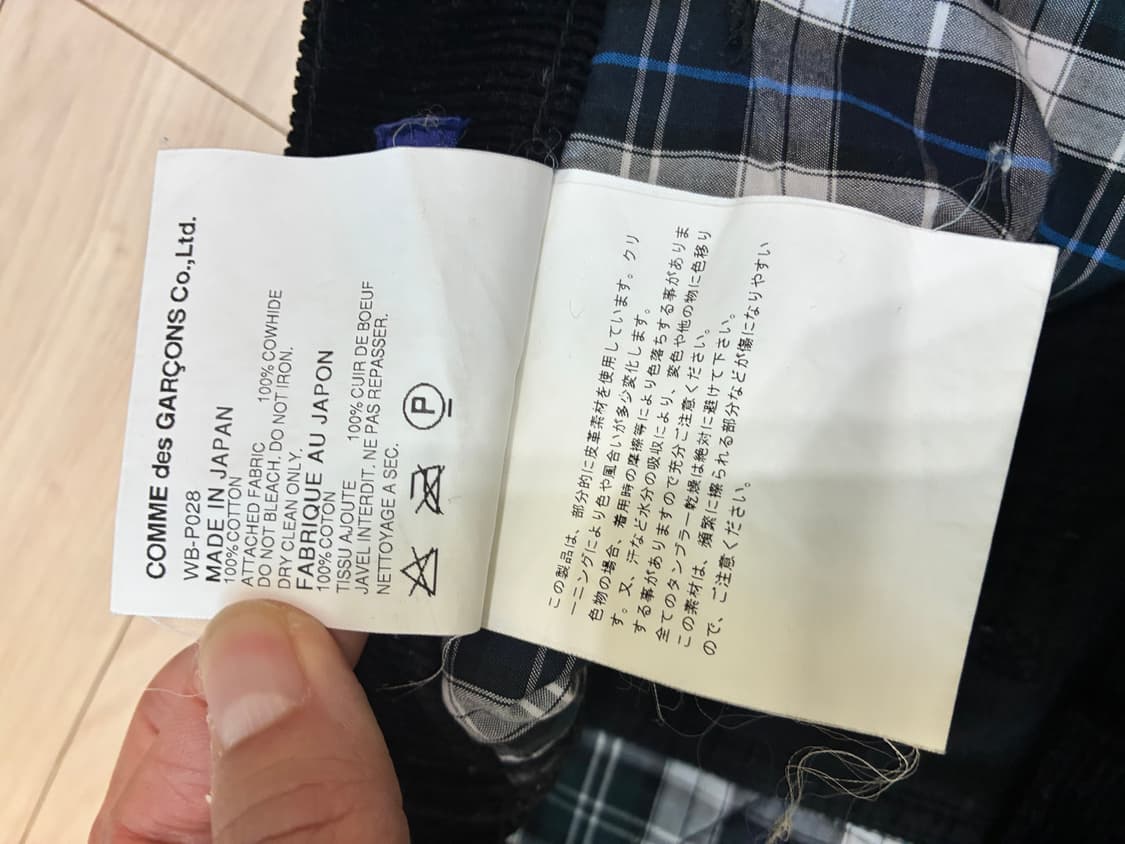 COMME des GARÇONS Co.,Ltd.
WB-P028
MADE IN JAPAN
100% COTTON
ATTACHED FABRIC 100% COWHIDE
DO NOT BLEACH. DO NOT IRON.
DRY CLEAN ONLY.
FABRIQUE AU JAPON
100% COTON
TISSU AJOUTE 100% CUIR DE BOEUF
JAVEL INTERDIT. NE PAS REPASSER.
NETTOYAGE A SEC.
P
この製品は、部分的に皮革素材を使用しています。クリ
ーニングにより色や風合いが多少変化します。
色物の場合、着用時の摩擦等により色落ちする事がありま
す。又、汗など水分の吸収により、変色や他の物に色移り
する事がありますので充分ご注意ください。
全てのタンブラー乾燥は絶対に避けて下さい。
この素材は、頻繁に擦られる部分などが傷になりやすい
ので、ご注意ください。